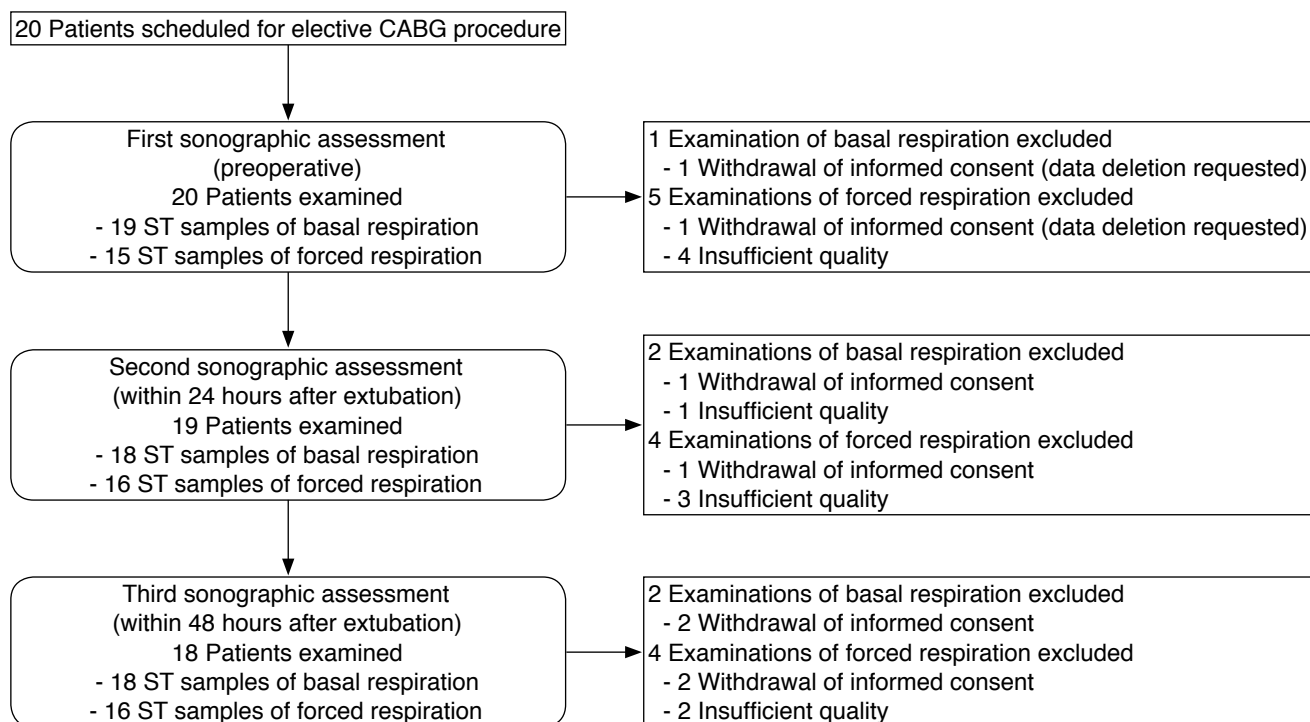 20 Patients scheduled for elective CABG procedure
First sonographic assessment
(preoperative)
20 Patients examined
- 19 ST samples of basal respiration
- 15 ST samples of forced respiration
1 Examination of basal respiration excluded
- 1 Withdrawal of informed consent (data deletion requested)
5 Examinations of forced respiration excluded
- 1 Withdrawal of informed consent (data deletion requested)
- 4 Insufficient quality
Second sonographic assessment
(within 24 hours after extubation)
19 Patients examined
- 18 ST samples of basal respiration
- 16 ST samples of forced respiration
2 Examinations of basal respiration excluded
- 1 Withdrawal of informed consent
- 1 Insufficient quality
4 Examinations of forced respiration excluded
- 1 Withdrawal of informed consent
- 3 Insufficient quality
Third sonographic assessment
(within 48 hours after extubation)
18 Patients examined
- 18 ST samples of basal respiration
- 16 ST samples of forced respiration
2 Examinations of basal respiration excluded
- 2 Withdrawal of informed consent
4 Examinations of forced respiration excluded
- 2 Withdrawal of informed consent
- 2 Insufficient quality